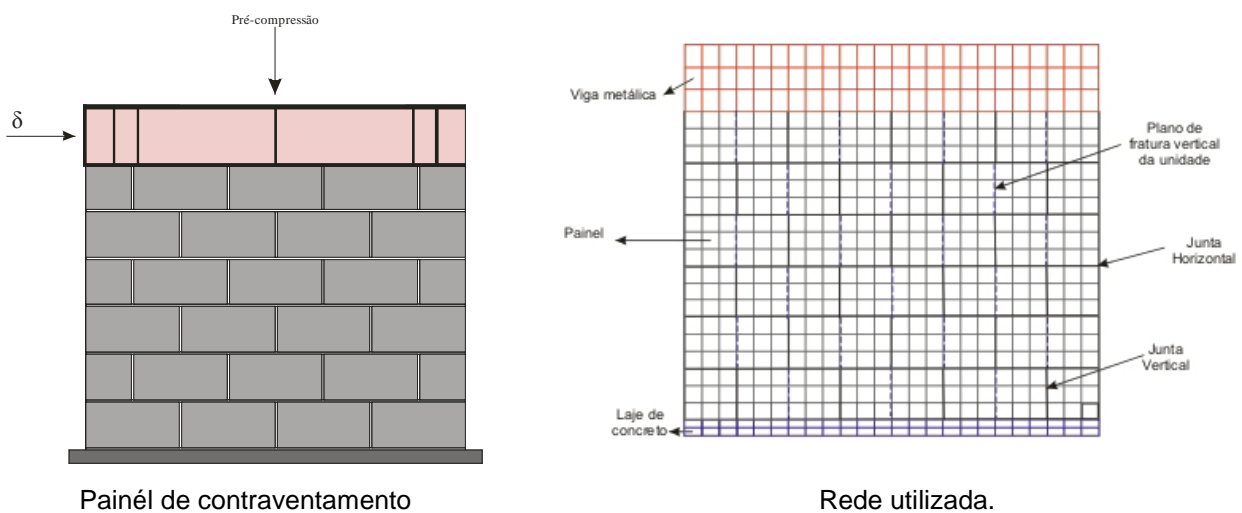 Pré-compressão
δ
Viga metálica
Plano de
fratura vertical
da unidade
Painel
Junta
Horizontal
Junta
Vertical
Laje de
concreto
Painél de contraventamento
Rede utilizada.